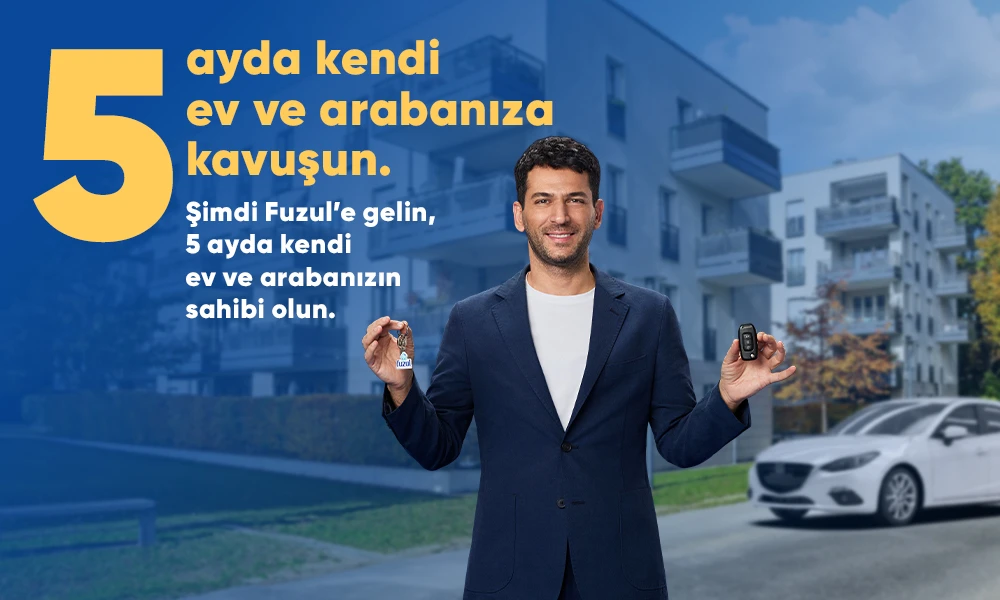 5
ayda kendi
ev ve arabanıza
kavuşun.
Şimdi Fuzul’e gelin,
5 ayda kendi
ev ve arabanızın
sahibi olun.
fuzul